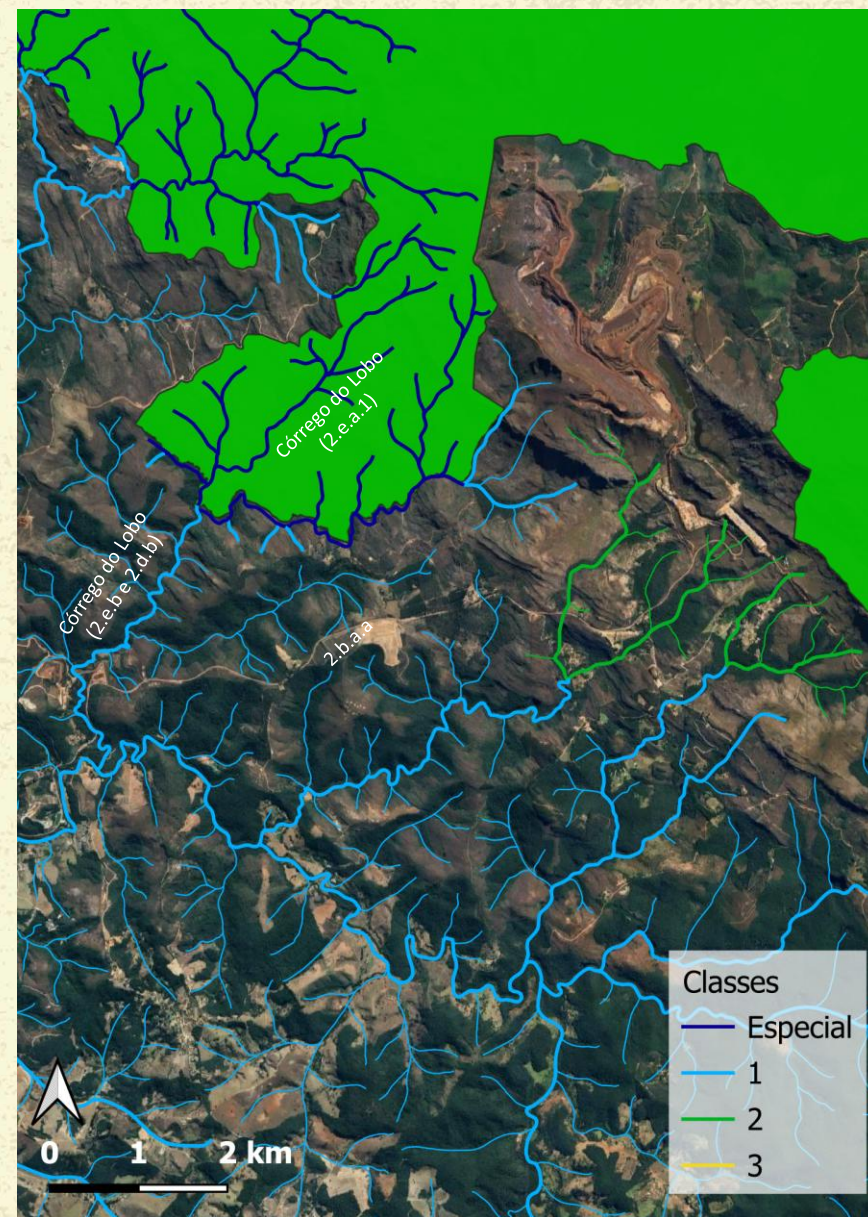 Córrego do Lobo
(2.e.a.1)
Córrego do Lobo
(2.e.b e 2.d.b)
2.b.a.a
Classes
Especial
1
2
3
0 1 2 km